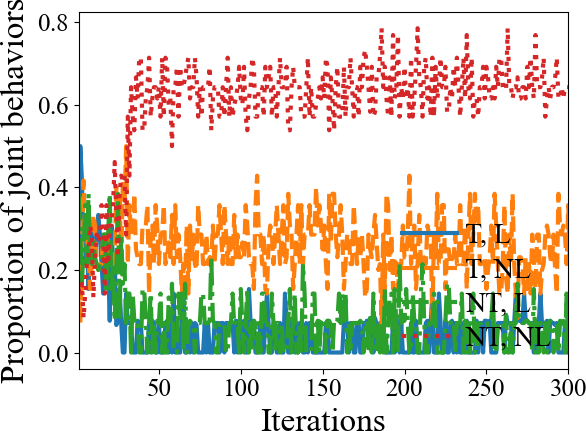 Proportion of joint behaviors
0.8
0.6
0.4
0.2
0.0
T, L
T, NL
NT, L
NT, NL
50
100
150
200
250
300
Iterations